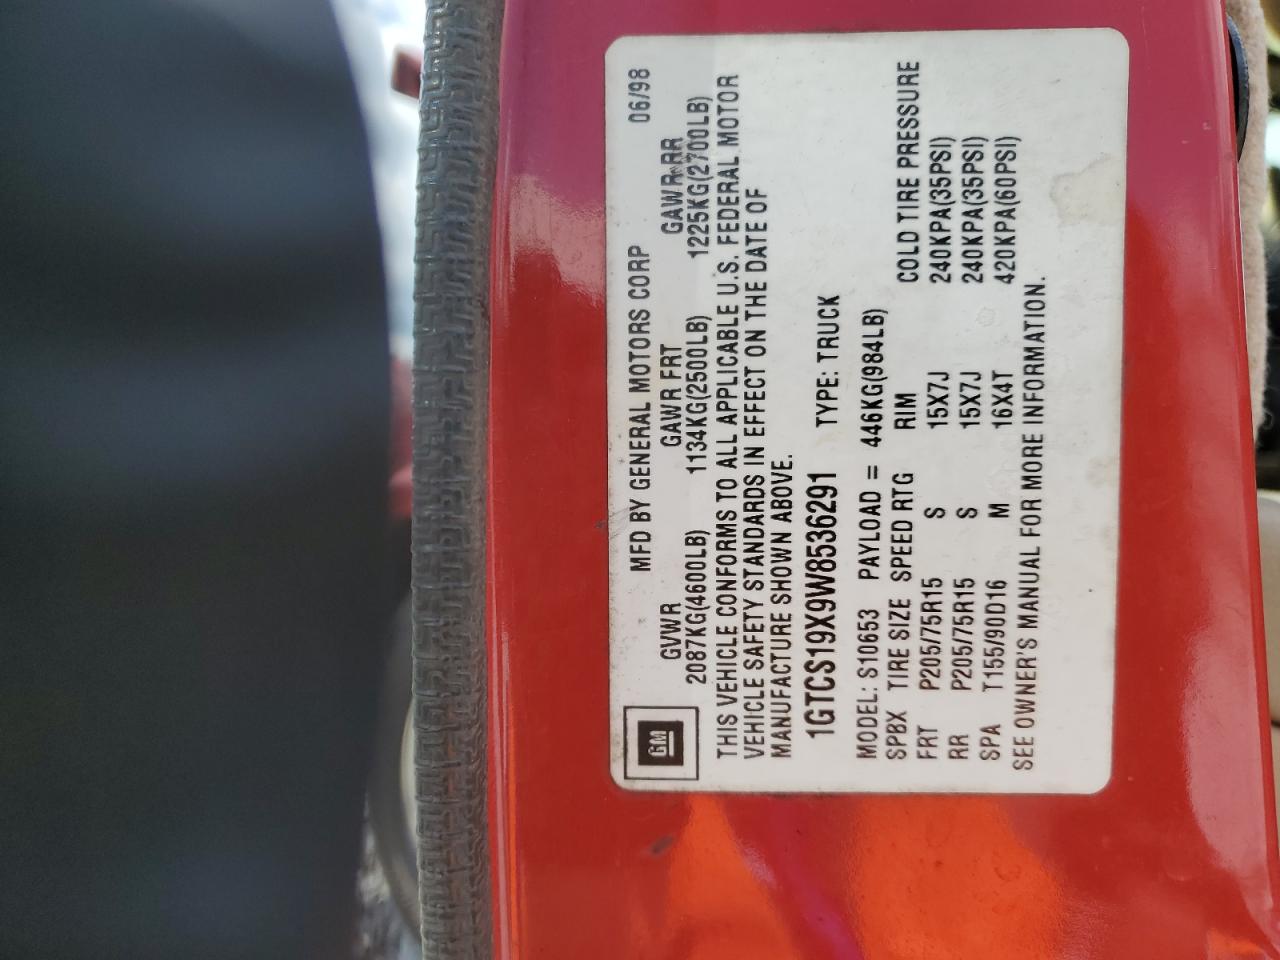 GM
MFD BY GENERAL MOTORS CORP 06/98
GVWR GAWR FRT GAWR RR
2087KG(4600LB) 1134KG(2500LB) 1225KG(2700LB)
THIS VEHICLE CONFORMS TO ALL APPLICABLE U.S. FEDERAL MOTOR
VEHICLE SAFETY STANDARDS IN EFFECT ON THE DATE OF
MANUFACTURE SHOWN ABOVE.
1GTCS19X9W8536291 TYPE: TRUCK
MODEL: S10653 PAYLOAD = 446KG(984LB)
SPBX TIRE SIZE SPEED RTG RIM COLD TIRE PRESSURE
FRT P205/75R15 S 15X7J 240KPA(35PSI)
RR P205/75R15 S 15X7J 240KPA(35PSI)
SPA T155/90D16 M 16X4T 420KPA(60PSI)
SEE OWNER'S MANUAL FOR MORE INFORMATION.